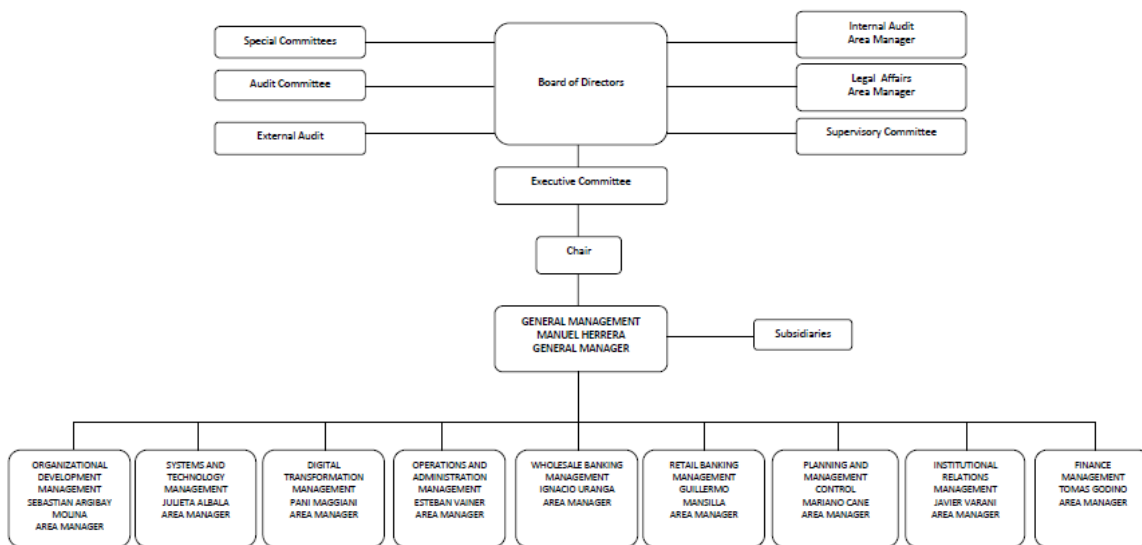 Special Committees
Audit Committee
External Audit
Board of Directors
Internal Audit
Area Manager
Legal Affairs
Area Manager
Supervisory Committee
Executive Committee
Chair
GENERAL MANAGEMENT
MANUEL HERRERA
GENERAL MANAGER
Subsidiaries
ORGANIZATIONAL
DEVELOPMENT
MANAGEMENT
SEBASTIAN ARGIBAY
MOLINA
AREA MANAGER
SYSTEMS AND
TECHNOLOGY
MANAGEMENT
JULIETA ALBALA
AREA MANAGER
DIGITAL
TRANSFORMATION
MANAGEMENT
PANI MAGGIANI
AREA MANAGER
OPERATIONS AND
ADMINISTRATION
MANAGEMENT
ESTEBAN VAINER
AREA MANAGER
WHOLESALE BANKING
MANAGEMENT
IGNACIO URANGA
AREA MANAGER
RETAIL BANKING
MANAGEMENT
GUILLERMO
MANSILLA
AREA MANAGER
PLANNING AND
MANAGEMENT
CONTROL
MARIANO CANE
AREA MANAGER
INSTITUTIONAL
RELATIONS
MANAGEMENT
JAVIER VARANI
AREA MANAGER
FINANCE
MANAGEMENT
TOMAS GODINO
AREA MANAGER